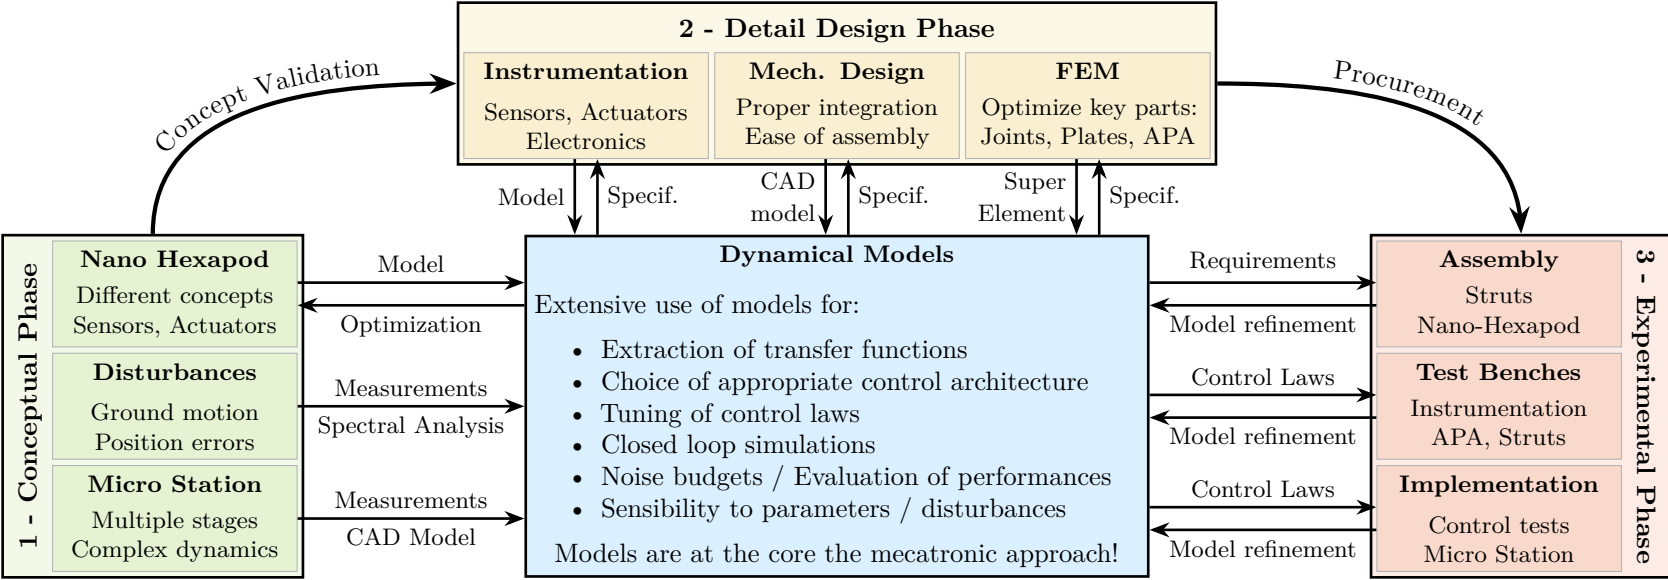 2 - Detail Design Phase
Instrumentation
Sensors, Actuators
Electronics
Mech. Design
Proper integration
Ease of assembly
FEM
Optimize key parts:
Joints, Plates, APA
Concept Validation
Procurement
Model
Specif.
CAD
model
Specif.
Super
Element
Specif.
1 - Conceptual Phase
Nano Hexapod
Different concepts
Sensors, Actuators
Disturbances
Ground motion
Position errors
Micro Station
Multiple stages
Complex dynamics
Model
Optimization
Measurements
Spectral Analysis
Measurements
CAD Model
Dynamical Models
Extensive use of models for:
• Extraction of transfer functions
• Choice of appropriate control architecture
• Tuning of control laws
• Closed loop simulations
• Noise budgets / Evaluation of performances
• Sensibility to parameters / disturbances
Models are at the core the mecatronic approach!
Requirements
Model refinement
Control Laws
Model refinement
Control Laws
Model refinement
Assembly
Struts
Nano-Hexapod
Test Benches
Instrumentation
APA, Struts
Implementation
Control tests
Micro Station
3 - Experimental Phase